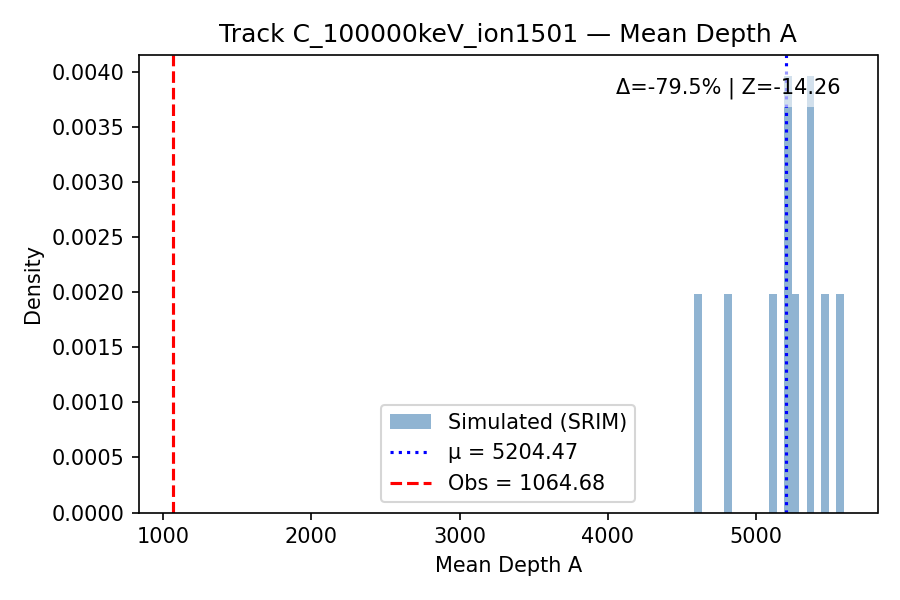 Track C_100000keV_ion1501 — Mean Depth A
Δ=-79.5% | Z=-14.26
0.0040
0.0035
0.0030
0.0025
0.0020
0.0015
0.0010
0.0005
0.0000
Density
Simulated (SRIM)
μ = 5204.47
Obs = 1064.68
1000 2000 3000 4000 5000
Mean Depth A